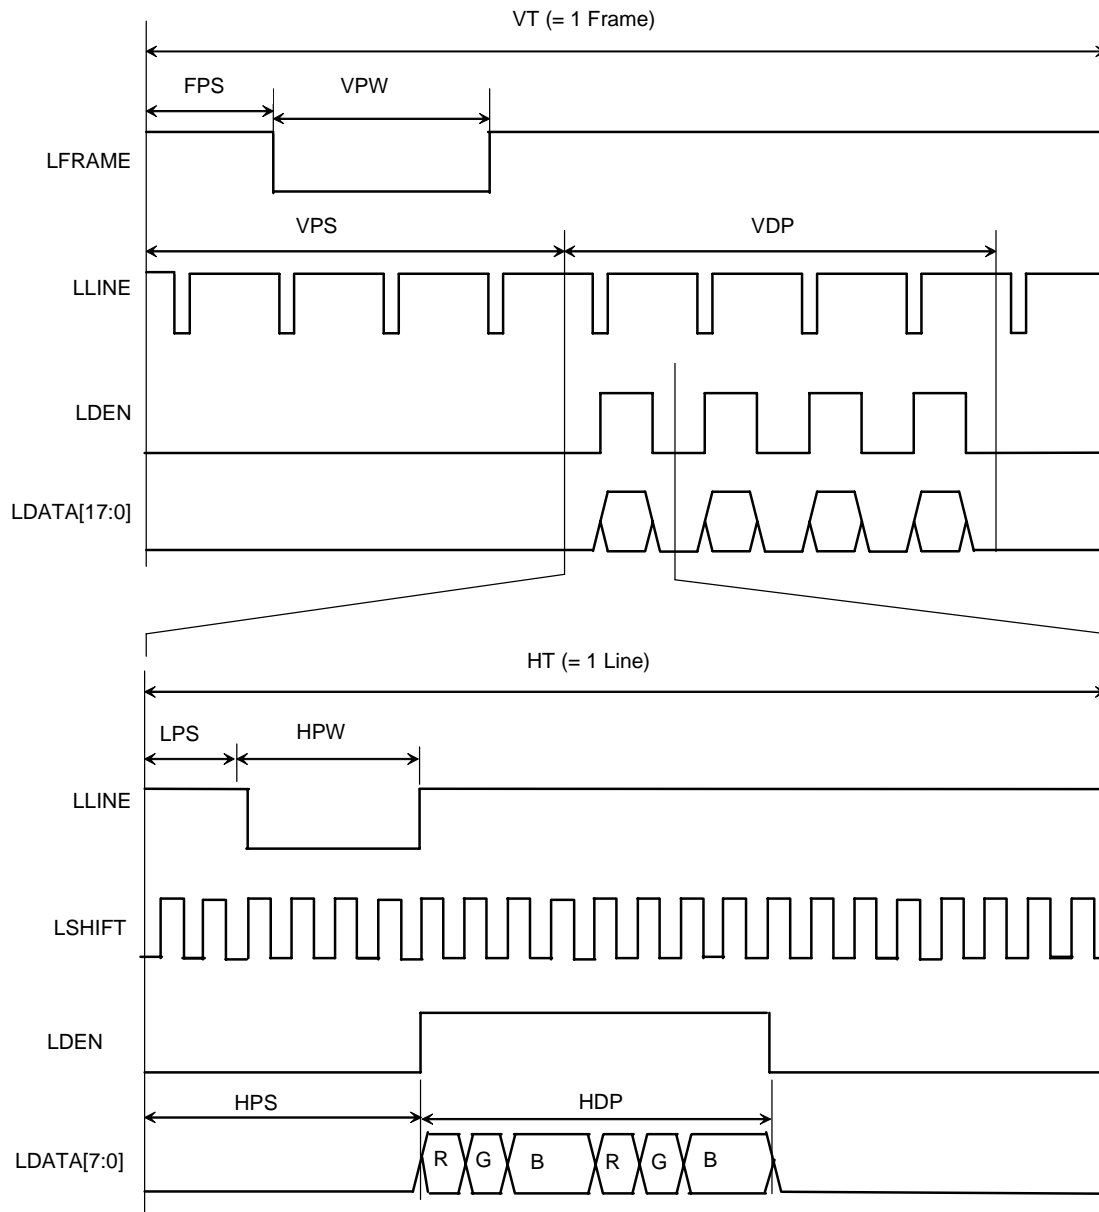 VT (= 1 Frame)
FPS VPW
LFRAME
VPS VDP
LLINE
LDEN
LDATA[17:0]
HT (= 1 Line)
LPS HPW
LLINE
LSHIFT
LDEN
HPS HDP
LDATA[7:0] R G B R G B